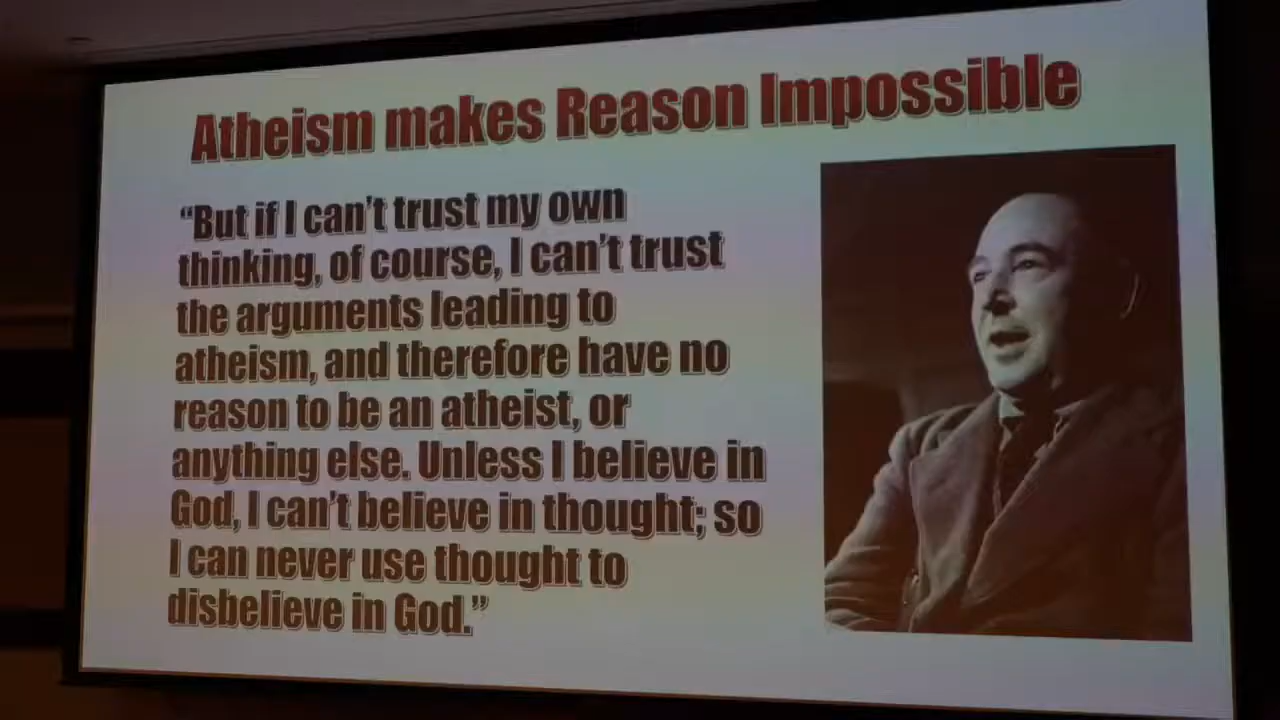 Atheism makes Reason Impossible
“But if I can’t trust my own
thinking, of course, I can’t trust
the arguments leading to
atheism, and therefore have no
reason to be an atheist, or
anything else. Unless I believe in
God, I can’t believe in thought; so
I can never use thought to
disbelieve in God.”